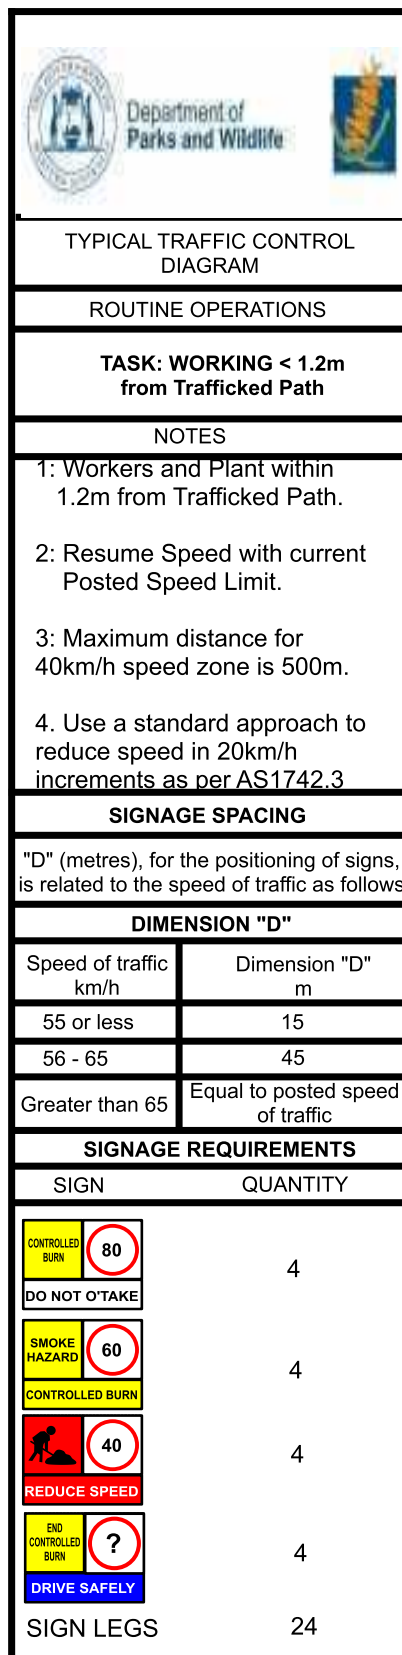 Department of
Parks and Wildlife
TYPICAL TRAFFIC CONTROL
DIAGRAM
ROUTINE OPERATIONS
TASK: WORKING < 1.2m
from Trafficked Path
NOTES
1: Workers and Plant within
1.2m from Trafficked Path.
2: Resume Speed with current
Posted Speed Limit.
3: Maximum distance for
40km/h speed zone is 500m.
4. Use a standard approach to
reduce speed in 20km/h
increments as per AS1742.3
SIGNAGE SPACING
"D" (metres), for the positioning of signs,
is related to the speed of traffic as follows
DIMENSION "D"
Speed of traffic
km/h
Dimension "D"
m
55 or less
15
56 - 65
45
Greater than 65
Equal to posted speed
of traffic
SIGNAGE REQUIREMENTS
SIGN
QUANTITY
CONTROLLED
BURN
80
DO NOT O'TAKE
4
SMOKE
HAZARD
60
CONTROLLED BURN
4
40
REDUCE SPEED
4
END
CONTROLLED
BURN
?
DRIVE SAFELY
4
SIGN LEGS
24